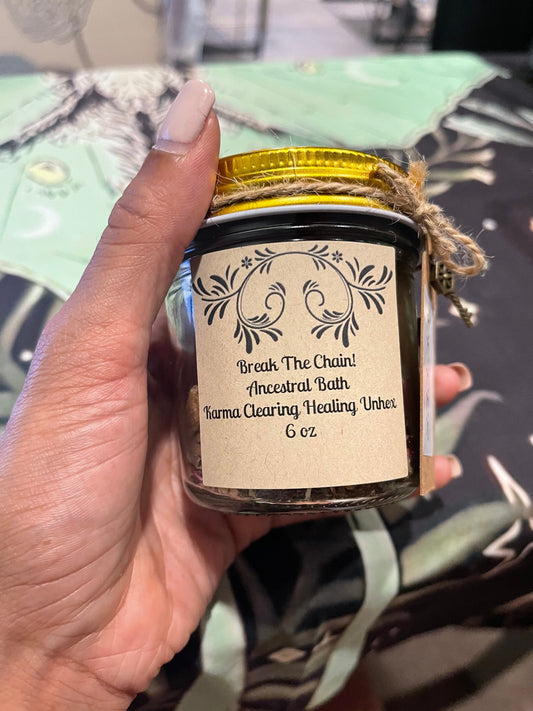 Break The Chain!
Ancestral Bath
Karma Clearing Healing Unhex
6 oz